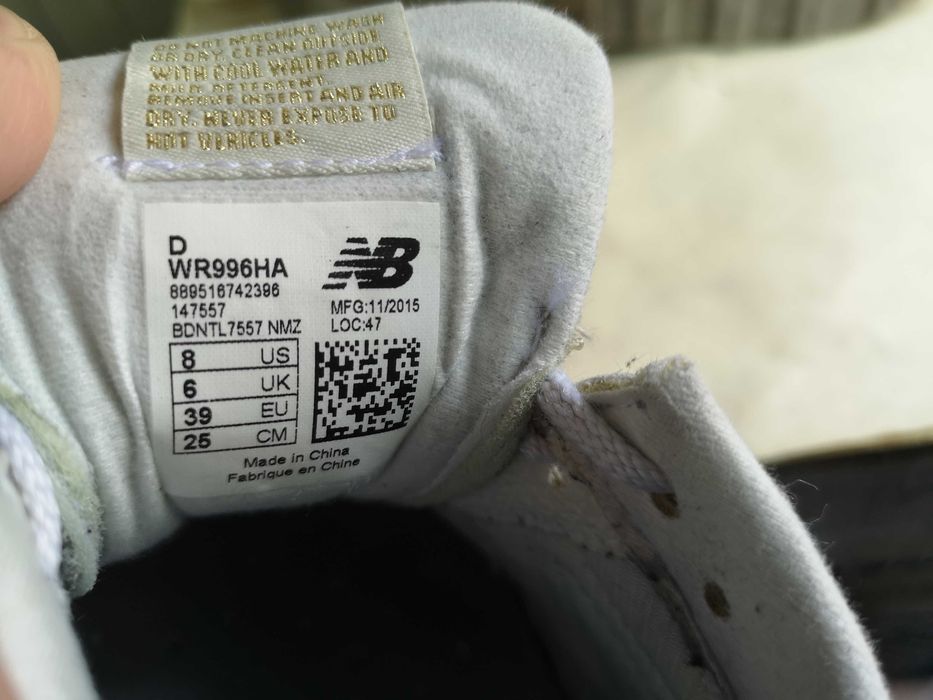 DO NOT MACHINE WASH
OR DRY. CLEAN OUTSIDE
WITH COOL WATER AND
MILD DETERGENT.
REMOVE INSERT AND AIR
DRY. NEVER EXPOSE TO
HOT VEHICLES.
D
WR996HA
889516742396
147557
BDNTL7557 NMZ
NB
MFG:11/2015
LOC:47
8 US
6 UK
39 EU
25 CM
Made in China
Fabrique en Chine